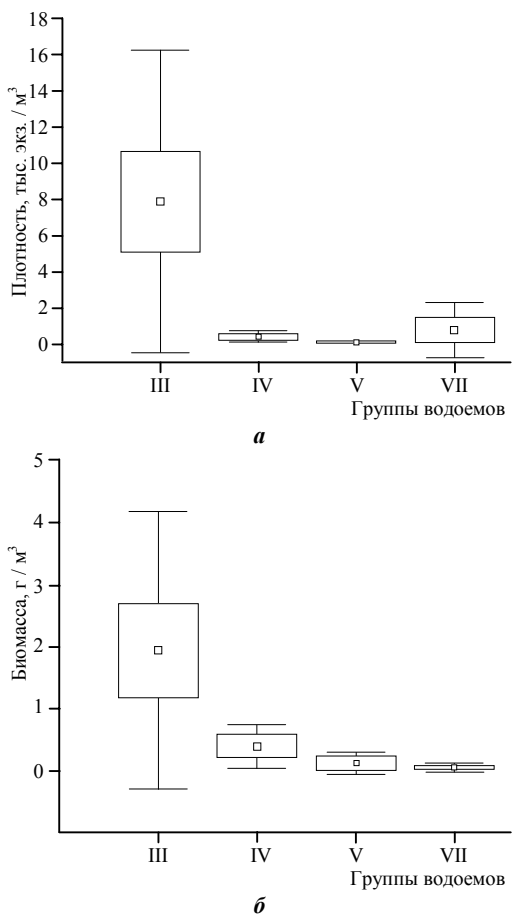 18
16
14
12
10
8
6
4
2
0
Плотность, тыс. экз. / м³
III IV V VII
Группы водоемов
а
5
4
3
2
1
0
Биомасса, г / м³
III IV V VII
Группы водоемов
б